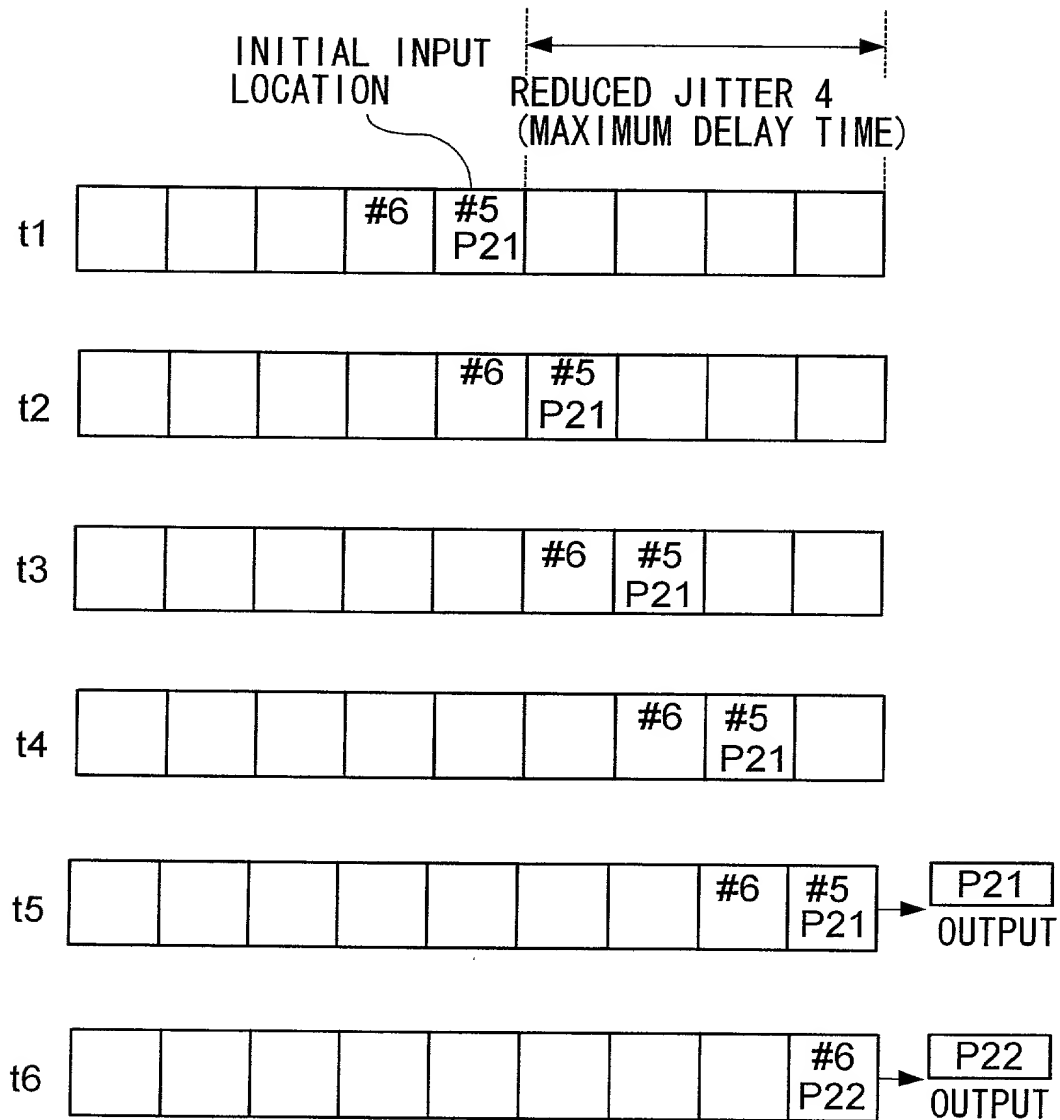 INITIAL INPUT
LOCATION
REDUCED JITTER 4
(MAXIMUM DELAY TIME)
t1
#6
#5
P21
t2
#6
#5
P21
t3
#6
#5
P21
t4
#6
#5
P21
t5
#6
#5
P21
P21
OUTPUT
t6
#6
P22
P22
OUTPUT